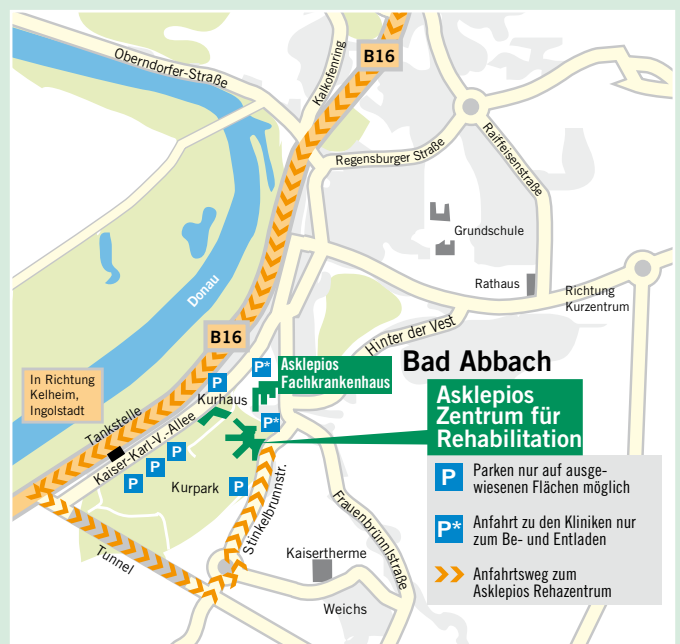 B16
Oberndorfer-Straße
Kalkofenring
Regensburger Straße
Raiffeisenstraße
Grundschule
Rathaus
Richtung
Kurzentrum
Donau
Hinter der Vest
B16
Bad Abbach
In Richtung
Kelheim,
Ingolstadt
P*
Asklepios
Fachkrankenhaus
P
Kurhaus
Tankstelle
Kaiser-Karl-V.-Allee
P*
Asklepios
Zentrum für
Rehabilitation
P
P
P
P
Kurpark
Stinkelbrunnstr.
Frauenbrünnlstraße
Tunnel
Kaisertherme
Weichs
P Parken nur auf ausge-
wiesenen Flächen möglich
P* Anfahrt zu den Kliniken nur
zum Be- und Entladen
Anfahrtsweg zum
Asklepios Rehazentrum